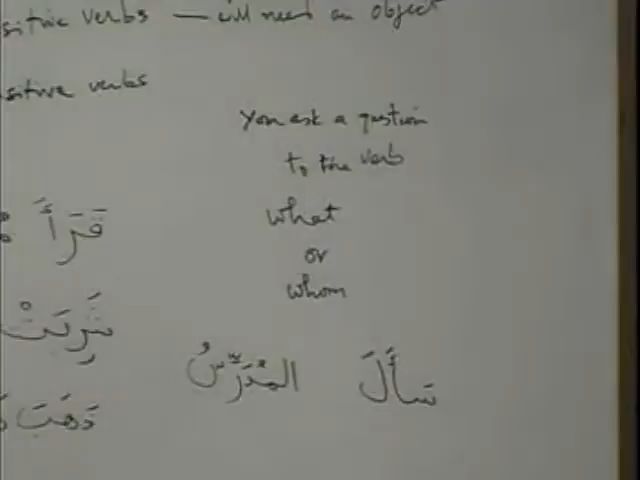 sitive verbs — will need an object
sitive verbs
you ask a question
to the verb
what
or
whom
قَرَأَ
شَرِبَتْ
ذَهَبَ
سَأَلَ المُدَرِّسُ